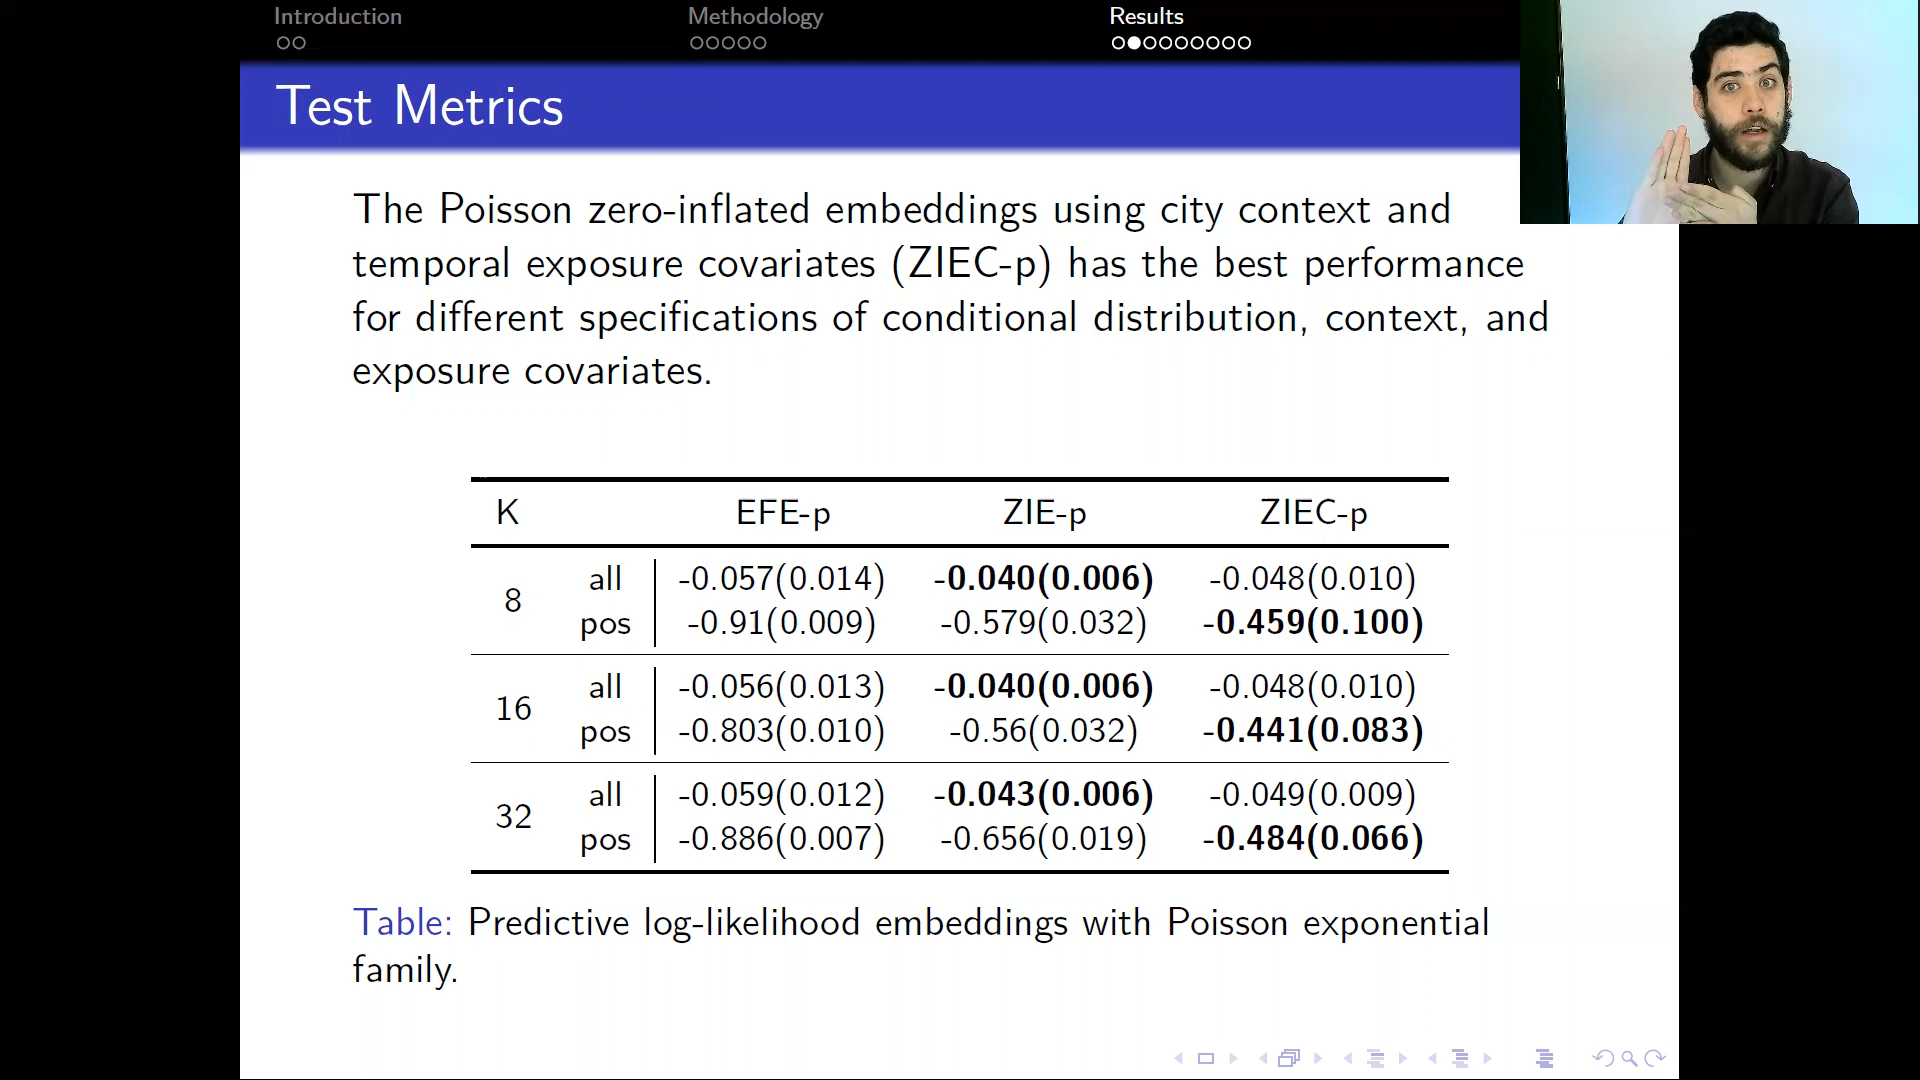 Introduction Methodology Results
Test Metrics
The Poisson zero-inflated embeddings using city context and
temporal exposure covariates (ZIEC-p) has the best performance
for different specifications of conditional distribution, context, and
exposure covariates.
K EFE-p ZIE-p ZIEC-p
8 all -0.057(0.014) -0.040(0.006) -0.048(0.010)
pos -0.91(0.009) -0.579(0.032) -0.459(0.100)
16 all -0.056(0.013) -0.040(0.006) -0.048(0.010)
pos -0.803(0.010) -0.56(0.032) -0.441(0.083)
32 all -0.059(0.012) -0.043(0.006) -0.049(0.009)
pos -0.886(0.007) -0.656(0.019) -0.484(0.066)
Table: Predictive log-likelihood embeddings with Poisson exponential
family.